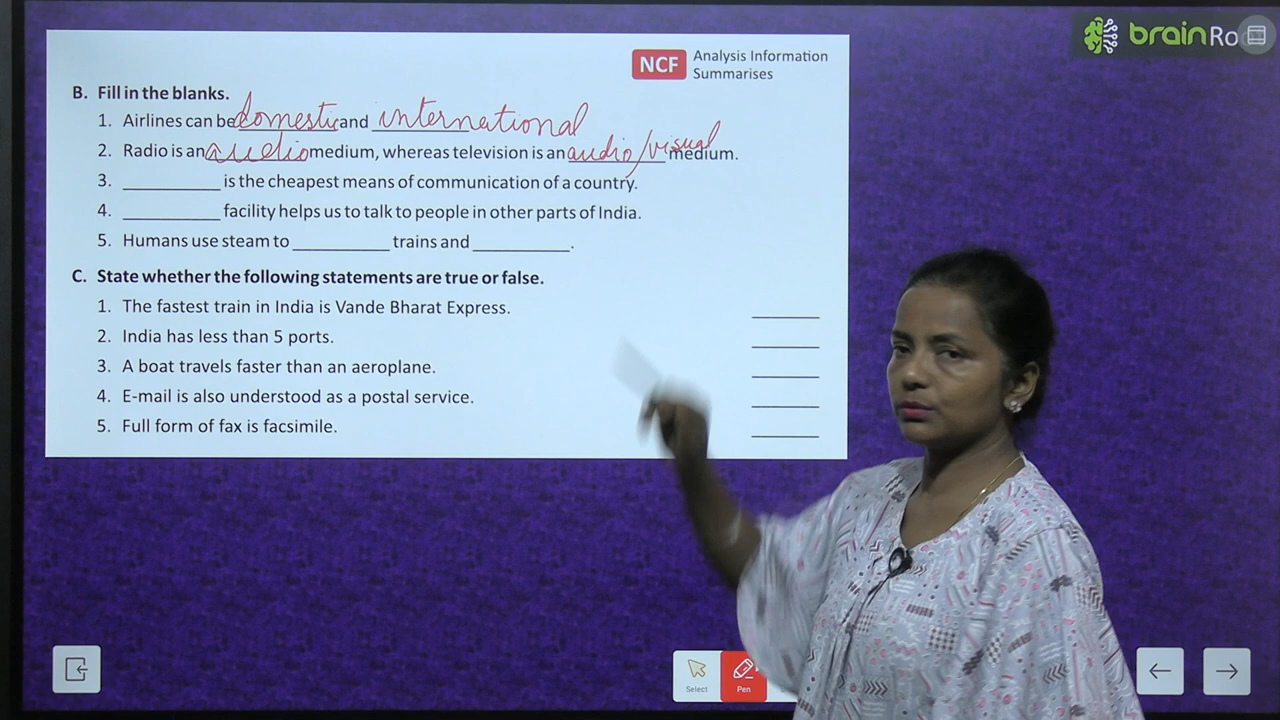 brainRo
NCF Analysis Information
Summarises
B. Fill in the blanks.
1. Airlines can be domestic and international
2. Radio is an audio medium, whereas television is an audio/visual medium.
3. __________ is the cheapest means of communication of a country.
4. __________ facility helps us to talk to people in other parts of India.
5. Humans use steam to __________ trains and __________.
C. State whether the following statements are true or false.
1. The fastest train in India is Vande Bharat Express. _______
2. India has less than 5 ports. _______
3. A boat travels faster than an aeroplane. _______
4. E-mail is also understood as a postal service. _______
5. Full form of fax is facsimile. _______
Select Pen